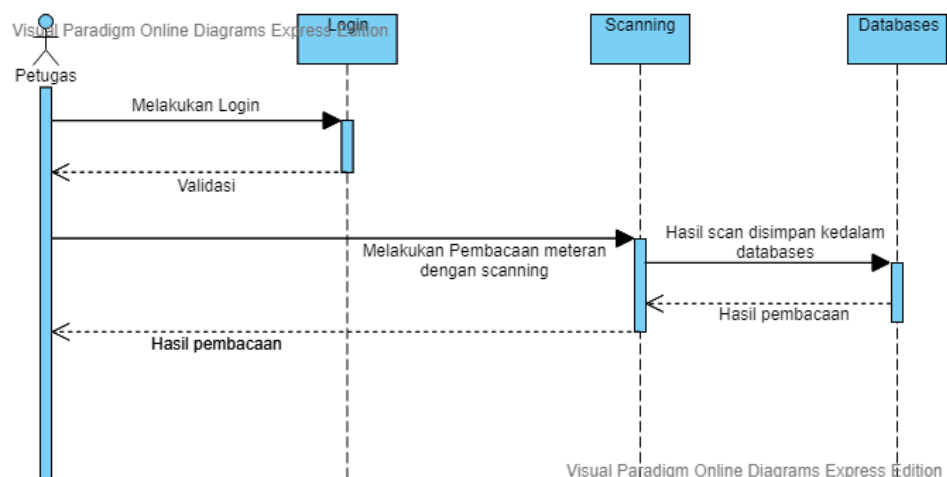 Visual Paradigm Online Diagrams Express Edition
Login
Scanning
Databases
Petugas
Melakukan Login
Validasi
Melakukan Pembacaan meteran
dengan scanning
Hasil scan disimpan kedalam
databases
Hasil pembacaan
Hasil pembacaan
Visual Paradigm Online Diagrams Express Edition